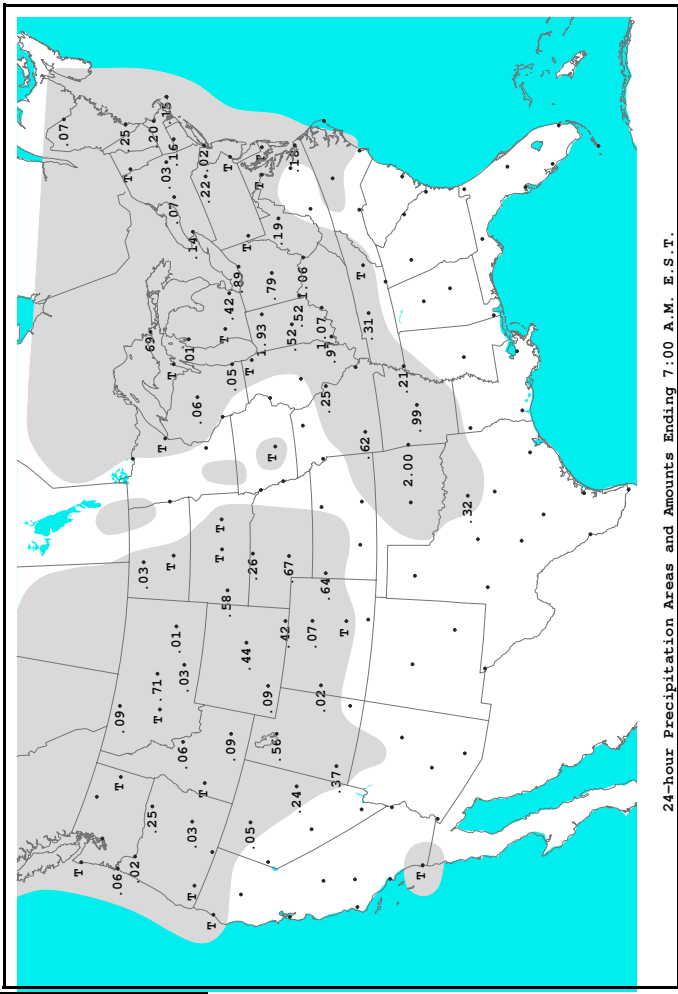 .07
T
.06
T
.09
.25
T
.02
.03
.69
.25
T
.71
.20
T
.03
.15
T
T
.07
.16
.06
.03
.01
.01
T
.03
.14
.06
T
.22
.02
T
T
T
T
T
.58
.42
.09
.05
.89
.44
T
T
.05
.26
T
T
1.93
.09
T
.79
.56
.19
.42
.67
.52
.18
.24
.52
1.06
.07
1.07
.02
.64
.25
.37
T
T
.62
.31
.21
2.00
.99
T
.32
24-hour Precipitation Areas and Amounts Ending 7:00 A.M. E.S.T.